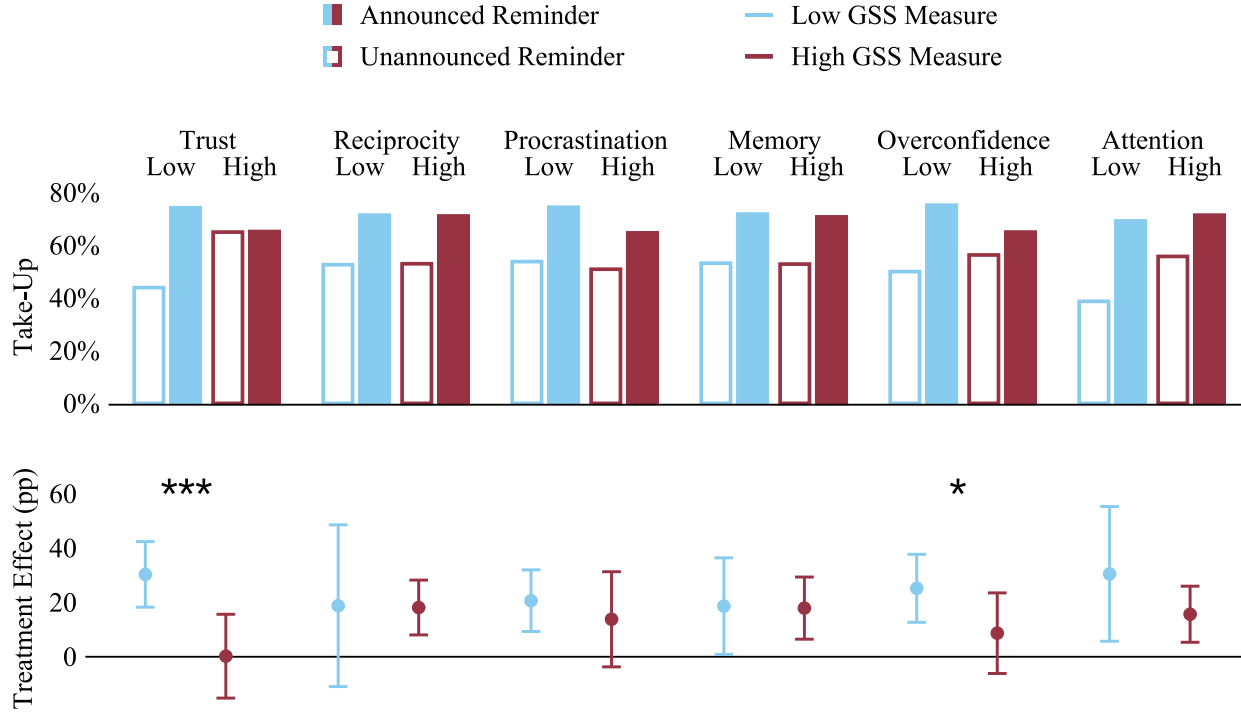 Announced Reminder
Low GSS Measure
Unannounced Reminder
High GSS Measure
Trust Reciprocity Procrastination Memory Overconfidence Attention
Low High Low High Low High Low High Low High Low High
80%
60%
40%
20%
0%
Take-Up
60
40
20
0
Treatment Effect (pp)
***
*